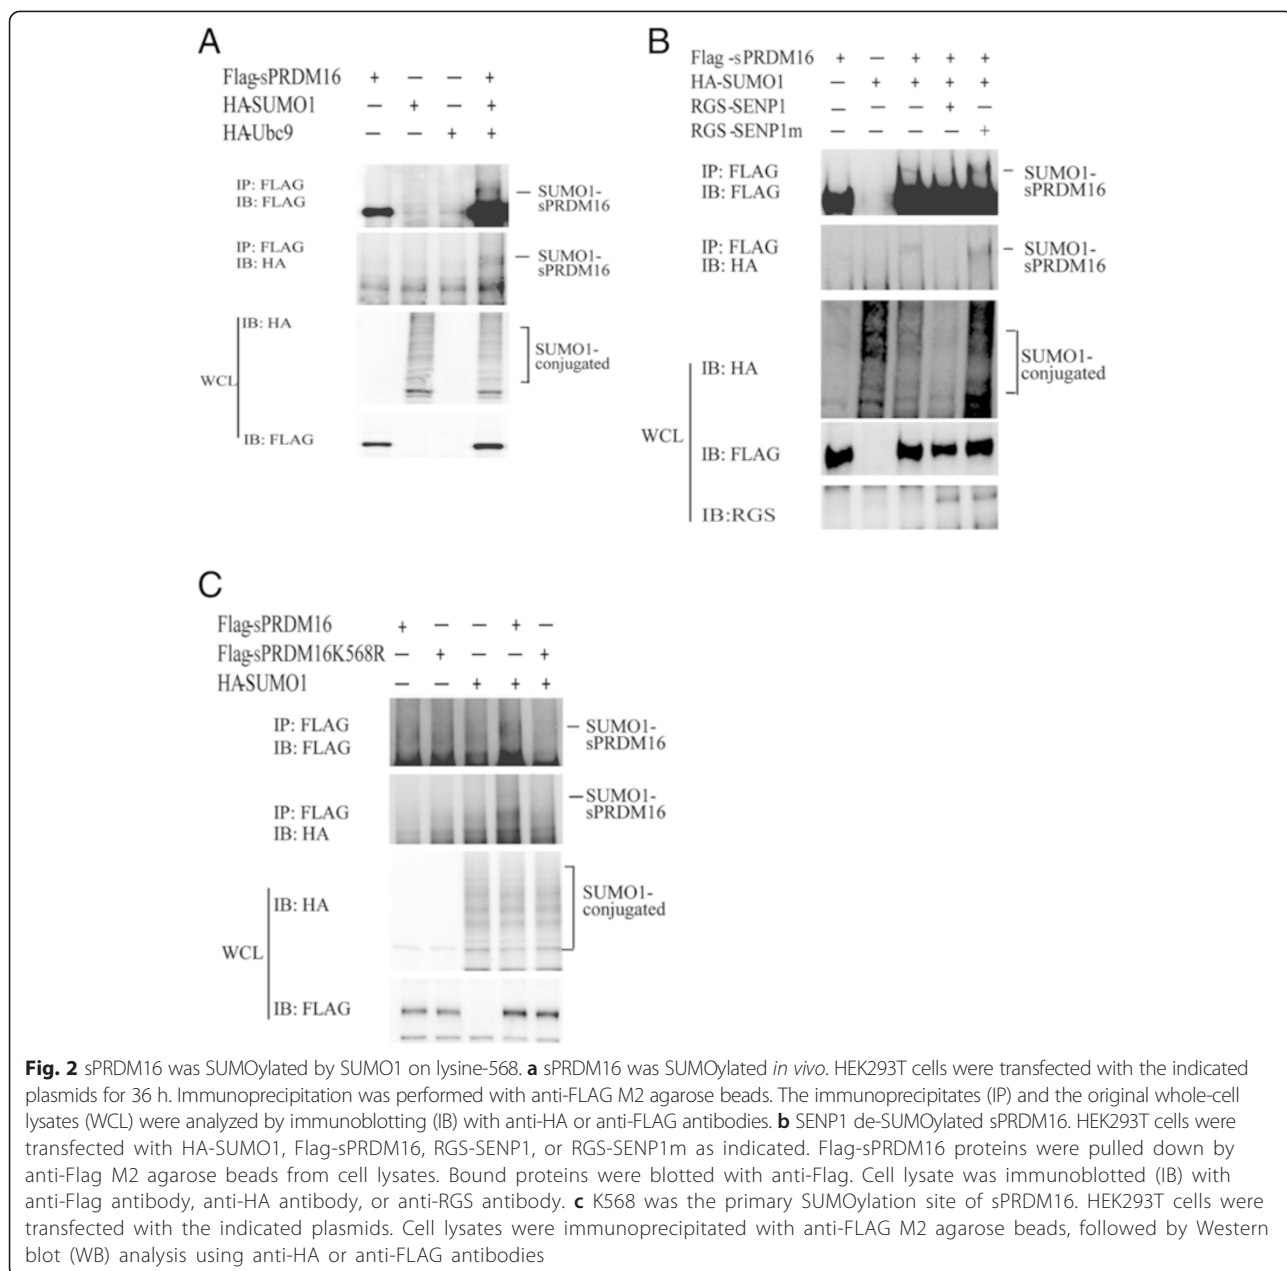 A
Flag-sPRDM16 + — — +
HA-SUMO1 — + — +
HA-Ubc9 — — + +
IP: FLAG
IB: FLAG
SUMO1-
sPRDM16
IP: FLAG
IB: HA
SUMO1-
sPRDM16
WCL
IB: HA
SUMO1-
conjugated
IB: FLAG
B
Flag-sPRDM16 + — + + +
HA-SUMO1 — + + + +
RGS-SENP1 — — — + —
RGS-SENP1m — — — — +
IP: FLAG
IB: FLAG
SUMO1-
sPRDM16
IP: FLAG
IB: HA
SUMO1-
sPRDM16
WCL
IB: HA
SUMO1-
conjugated
IB: FLAG
IB:RGS
C
Flag-sPRDM16 + — — + —
Flag-sPRDM16K568R — + — — +
HA-SUMO1 — — + + +
IP: FLAG
IB: FLAG
SUMO1-
sPRDM16
IP: FLAG
IB: HA
SUMO1-
sPRDM16
WCL
IB: HA
SUMO1-
conjugated
IB: FLAG
Fig. 2 sPRDM16 was SUMOylated by SUMO1 on lysine-568. a sPRDM16 was SUMOylated in vivo. HEK293T cells were transfected with the indicated
plasmids for 36 h. Immunoprecipitation was performed with anti-FLAG M2 agarose beads. The immunoprecipitates (IP) and the original whole-cell
lysates (WCL) were analyzed by immunoblotting (IB) with anti-HA or anti-FLAG antibodies. b SENP1 de-SUMOylated sPRDM16. HEK293T cells were
transfected with HA-SUMO1, Flag-sPRDM16, RGS-SENP1, or RGS-SENP1m as indicated. Flag-sPRDM16 proteins were pulled down by
anti-Flag M2 agarose beads from cell lysates. Bound proteins were blotted with anti-Flag. Cell lysate was immunoblotted (IB) with
anti-Flag antibody, anti-HA antibody, or anti-RGS antibody. c K568 was the primary SUMOylation site of sPRDM16. HEK293T cells were
transfected with the indicated plasmids. Cell lysates were immunoprecipitated with anti-FLAG M2 agarose beads, followed by Western
blot (WB) analysis using anti-HA or anti-FLAG antibodies